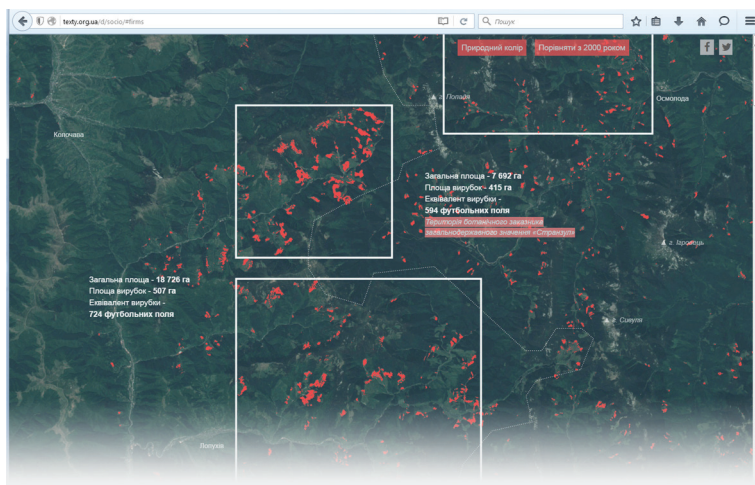 texty.org.ua/d/socio/#firms
Пошук
Природний колір
Порівняти з 2000 роком
г. Попадя
Осмолода
Колочава
Загальна площа - 7 692 га
Площа вирубок - 415 га
Еквівалент вирубки -
594 футбольних поля
Територія ботанічного заказника
загальнодержавного значення «Странзул»
г. Ігровець
Загальна площа - 18 726 га
Площа вирубок - 507 га
Еквівалент вирубки -
724 футбольних поля
г. Сивуля